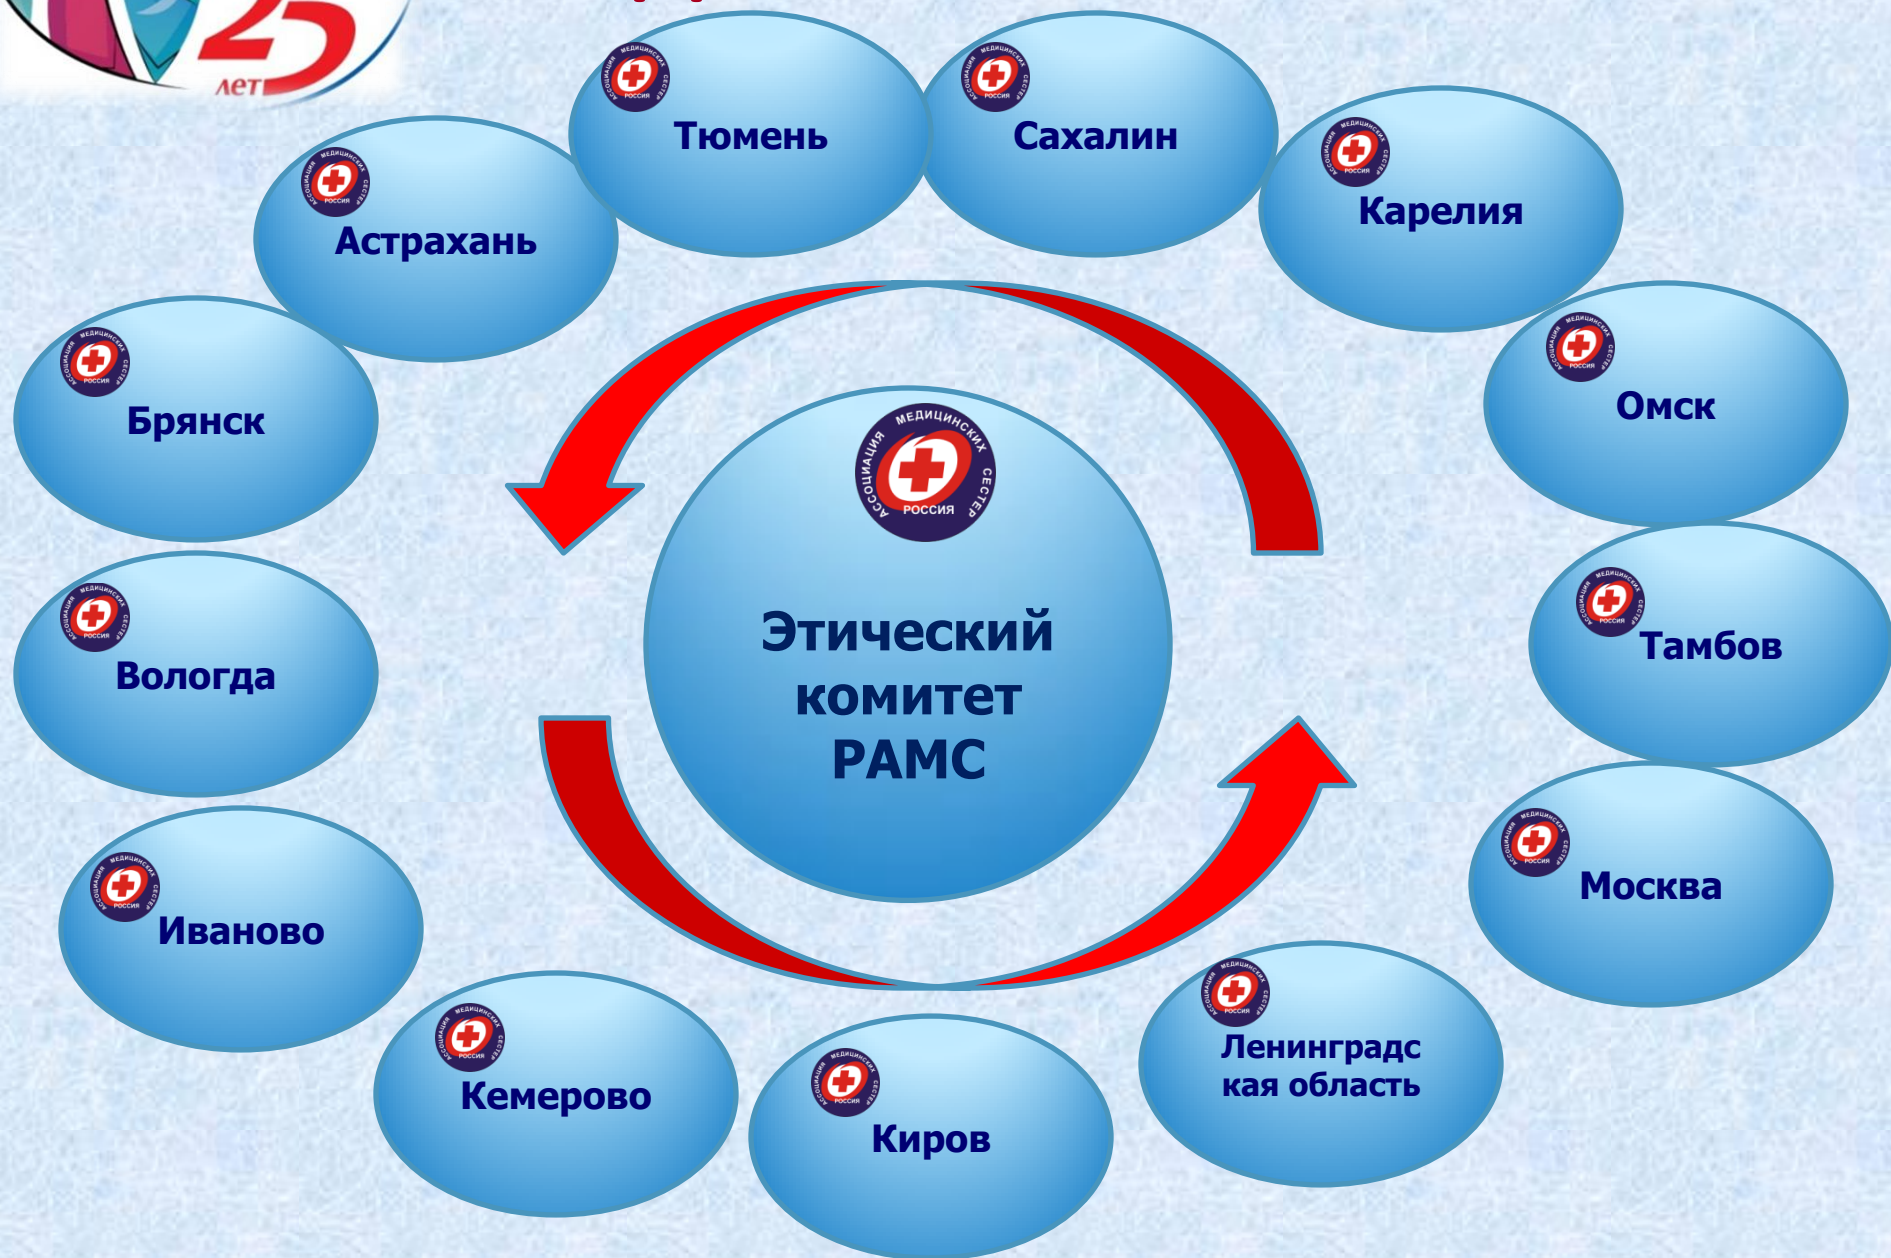 25
лет
Тюмень
Сахалин
Карелия
Астрахань
Омск
Брянск
АССОЦИАЦИЯ МЕДИЦИНСКИХ СЕСТЕР
РОССИЯ
Этический
комитет
РАМС
Тамбов
Вологда
Москва
Иваново
Ленинградс
кая область
Кемерово
Киров